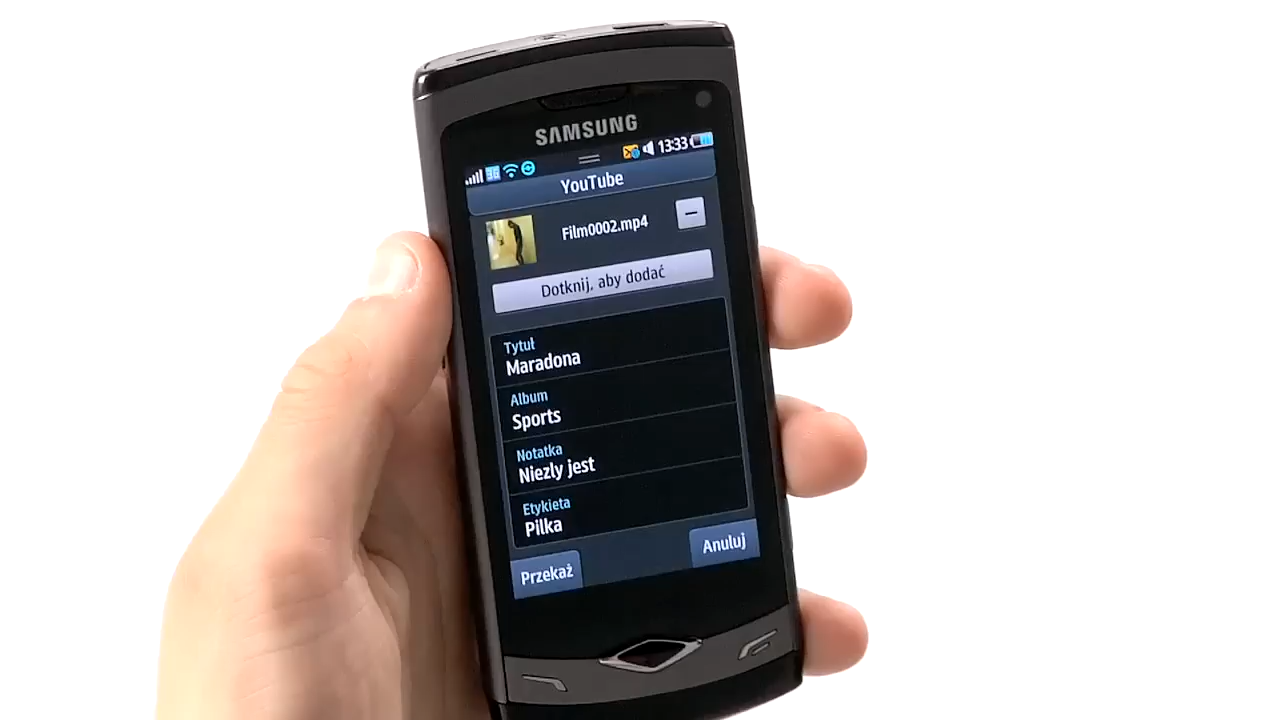 SAMSUNG
3G 13:33
YouTube
Film0002.mp4
Dotknij, aby dodać
Tytuł
Maradona
Album
Sports
Notatka
Niezly jest
Etykieta
Pilka
Przekaż Anuluj